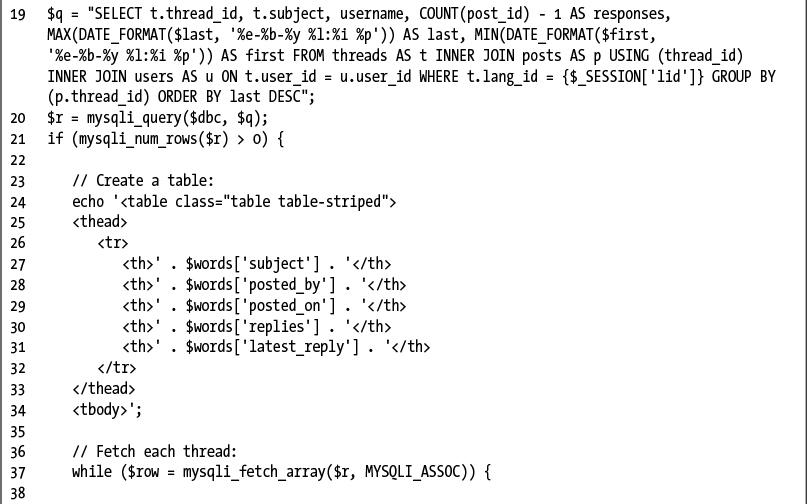 19 $q = "SELECT t.thread_id, t.subject, username, COUNT(post_id) - 1 AS responses,
MAX(DATE_FORMAT($last, '%e-%b-%y %l:%i %p')) AS last, MIN(DATE_FORMAT($first,
'%e-%b-%y %l:%i %p')) AS first FROM threads AS t INNER JOIN posts AS p USING (thread_id)
INNER JOIN users AS u ON t.user_id = u.user_id WHERE t.lang_id = {$_SESSION['lid']} GROUP BY
(p.thread_id) ORDER BY last DESC";
20 $r = mysqli_query($dbc, $q);
21 if (mysqli_num_rows($r) > 0) {
22
23 // Create a table:
24 echo '<table class="table table-striped">
25 <thead>
26 <tr>
27 <th>' . $words['subject'] . '</th>
28 <th>' . $words['posted_by'] . '</th>
29 <th>' . $words['posted_on'] . '</th>
30 <th>' . $words['replies'] . '</th>
31 <th>' . $words['latest_reply'] . '</th>
32 </tr>
33 </thead>
34 <tbody>';
35
36 // Fetch each thread:
37 while ($row = mysqli_fetch_array($r, MYSQLI_ASSOC)) {
38